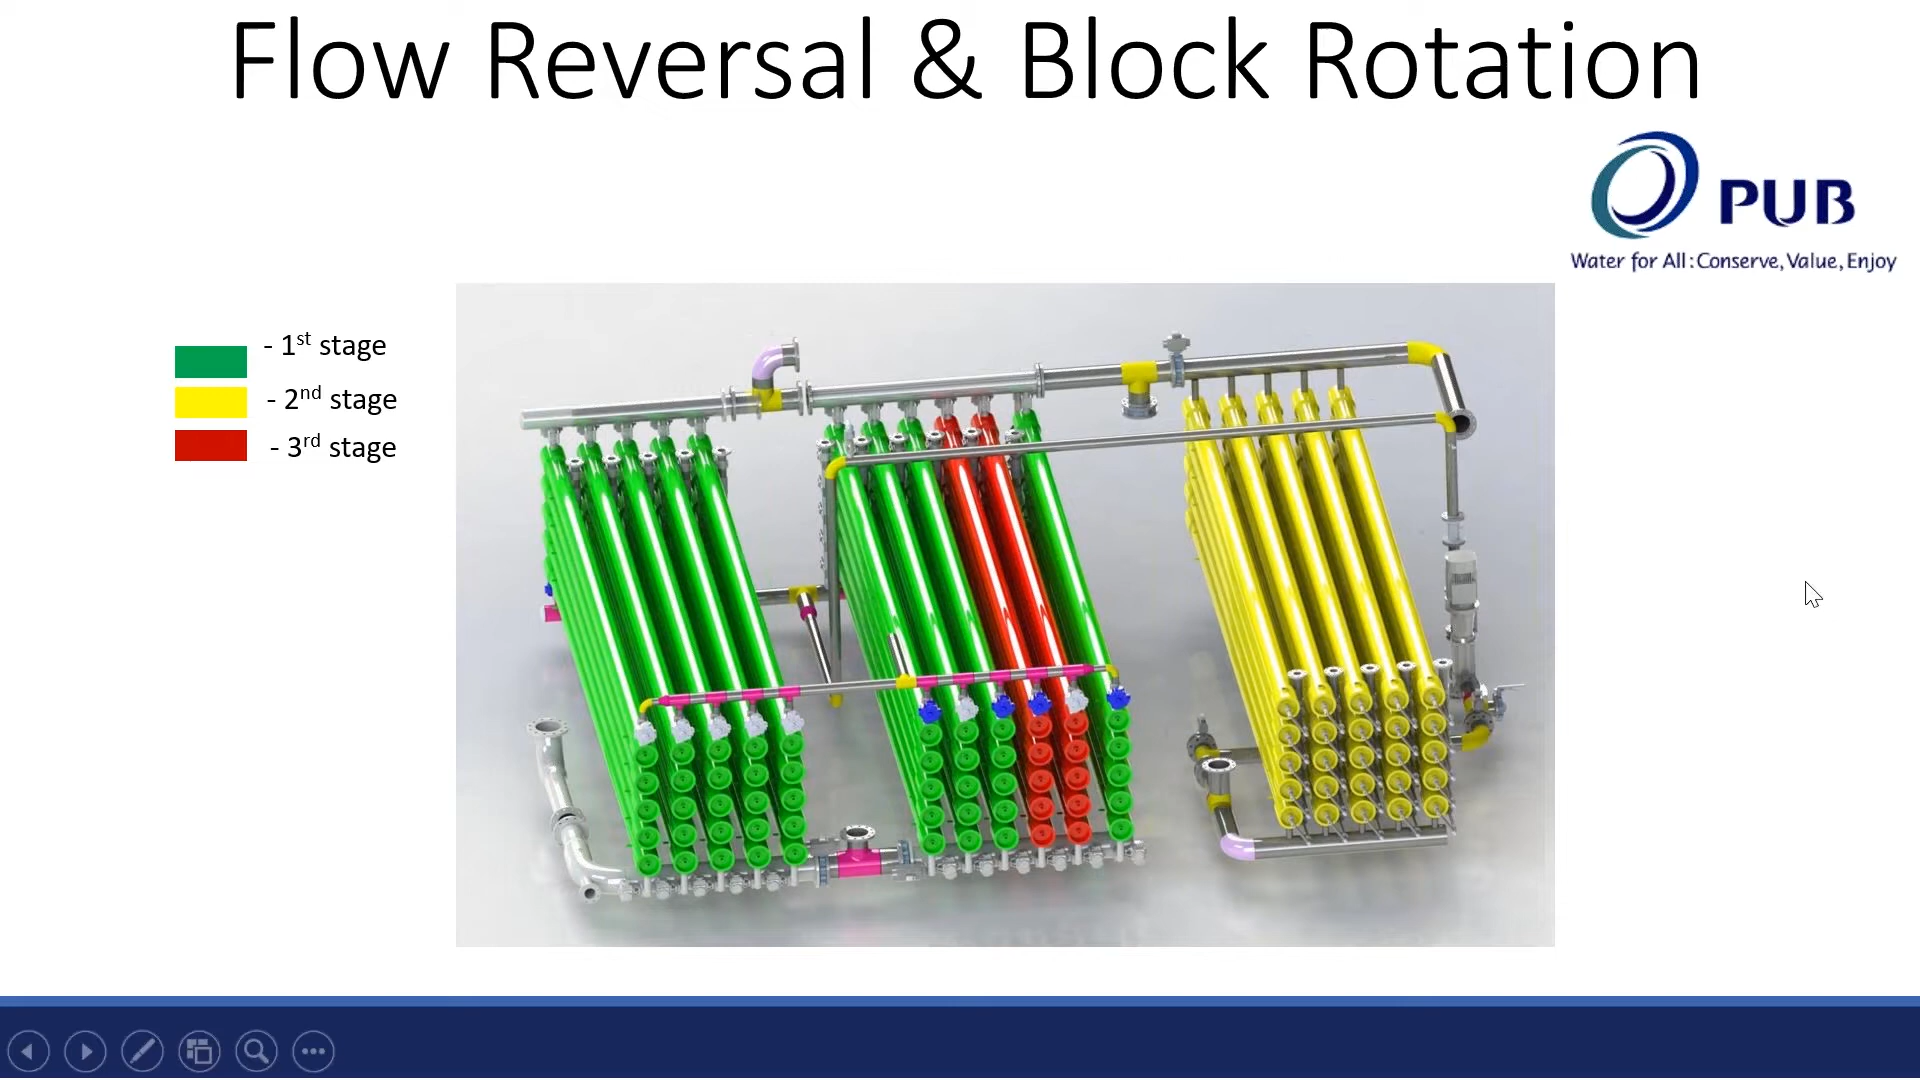 Flow Reversal & Block Rotation
PUB
Water for All: Conserve, Value, Enjoy
- 1st stage
- 2nd stage
- 3rd stage